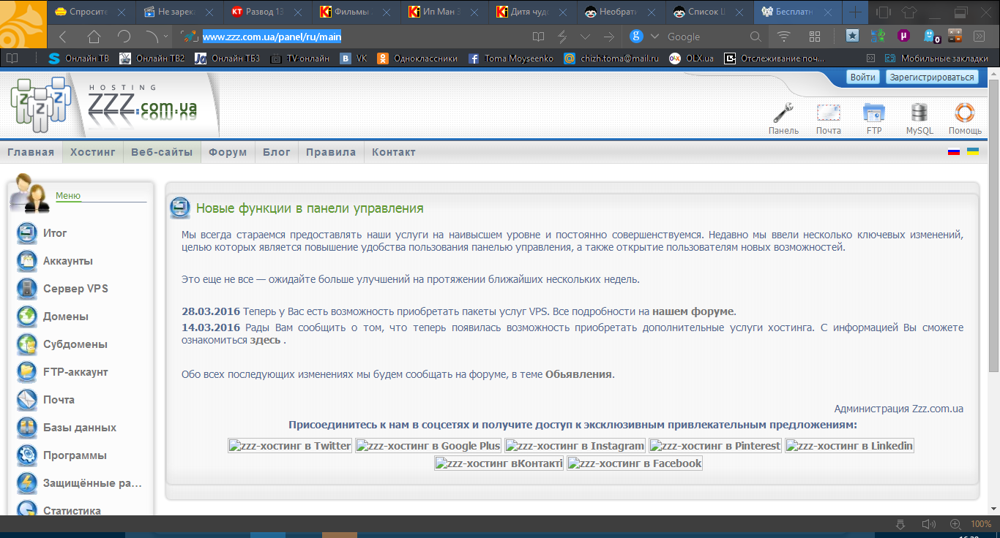 Спросите
Не зарек
Развод 13
Фильмы
Ип Ман 3
Дитя чудо
Необрати
Список Ц
Бесплатн
www.zzz.com.ua/panel/ru/main
Google
Онлайн ТВ
Онлайн ТВ2
Онлайн ТВ3
TV-онлайн
VK
Одноклассники
Toma Moyseenko
chizh.toma@mail.ru
OLX.ua
Отслеживание поч...
Мобильные закладки
Войти
Зарегистрироваться
HOSTING
ZZZ.com.ua
Панель
Почта
FTP
MySQL
Помощь
Главная
Хостинг
Веб-сайты
Форум
Блог
Правила
Контакт
Меню
Итог
Аккаунты
Сервер VPS
Домены
Субдомены
FTP-аккаунт
Почта
Базы данных
Программы
Защищённые ра...
Статистика
Новые функции в панели управления
Мы всегда стараемся предоставлять наши услуги на наивысшем уровне и постоянно совершенствуемся. Недавно мы ввели несколько ключевых изменений,
целью которых является повышение удобства пользования панелью управления, а также открытие пользователям новых возможностей.
Это еще не все — ожидайте больше улучшений на протяжении ближайших нескольких недель.
28.03.2016 Теперь у Вас есть возможность приобретать пакеты услуг VPS. Все подробности на нашем форуме.
14.03.2016 Рады Вам сообщить о том, что теперь появилась возможность приобретать дополнительные услуги хостинга. С информацией Вы сможете
ознакомиться здесь .
Обо всех последующих изменениях мы будем сообщать на форуме, в теме Обьявления.
Администрация Zzz.com.ua
Присоединитесь к нам в соцсетях и получите доступ к эксклюзивным привлекательным предложениям:
zzz-хостинг в Twitter zzz-хостинг в Google Plus zzz-хостинг в Instagram zzz-хостинг в Pinterest zzz-хостинг в Linkedin
zzz-хостинг вКонтакті zzz-хостинг в Facebook
100%